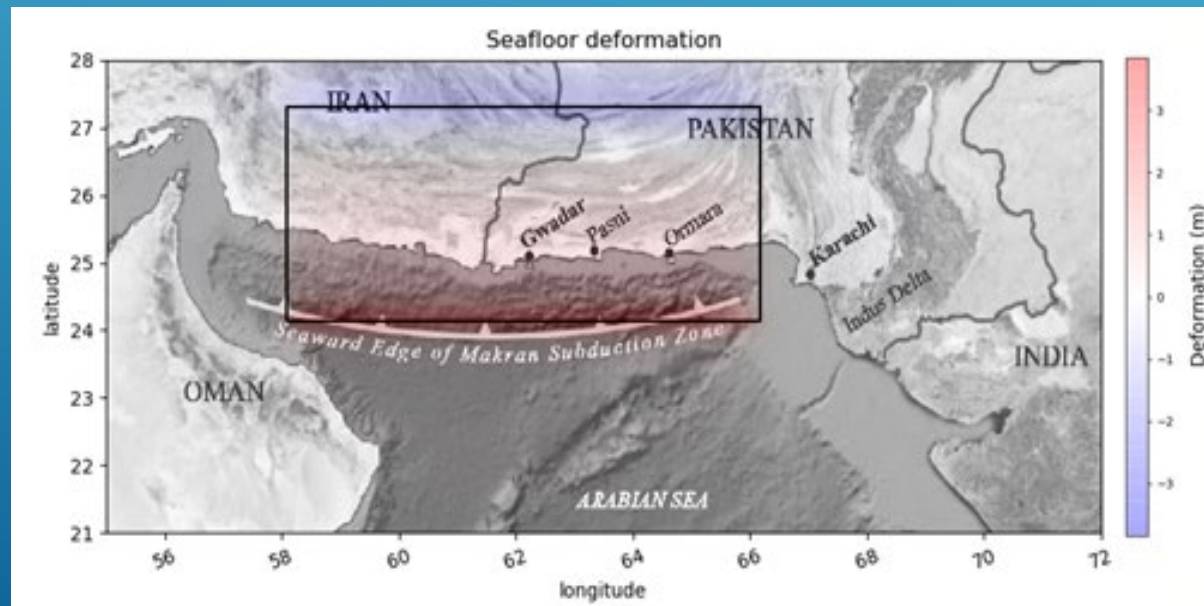 Seafloor deformation
28
27
26
25
24
23
22
21
latitude
IRAN
PAKISTAN
Gwadar
Pasni
Ormara
Karachi
Indus Delta
Seaward Edge of Makran Subduction Zone
OMAN
INDIA
ARABIAN SEA
56
58
60
62
64
66
68
70
72
longitude
3
2
1
0
−1
−2
−3
Deformation (m)